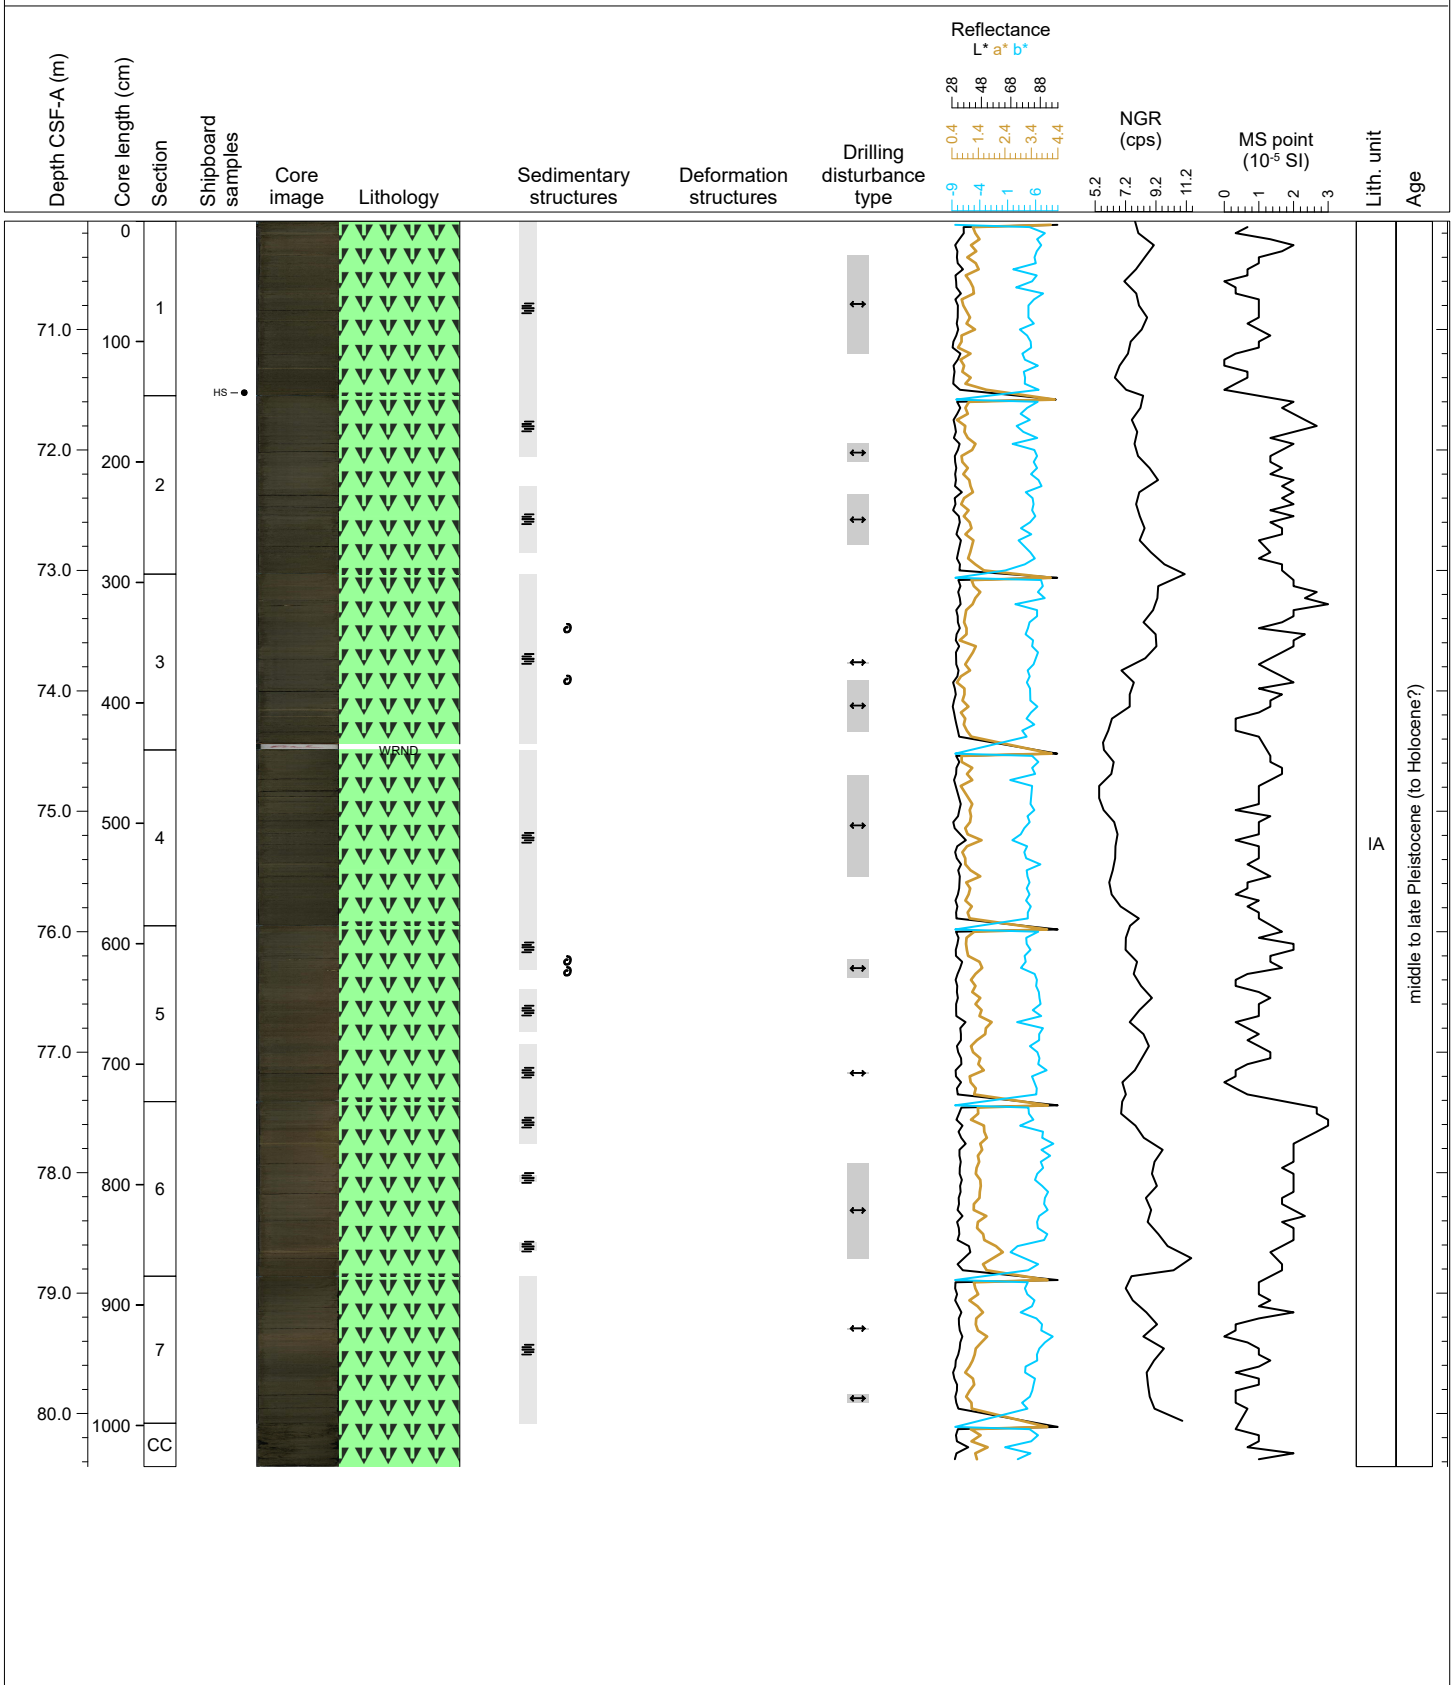 Reflectance
L* a* b*
28 48 68 88
0.4 1.4 2.4 3.4 4.4
-9 -4 1 6
NGR
(cps)
5.2 7.2 9.2 11.2
MS point
(10-5 SI)
0 1 2 3
Depth CSF-A (m)
Core length (cm)
Section
Shipboard
samples
Core
image
Lithology
Sedimentary
structures
Deformation
structures
Drilling
disturbance
type
Lith. unit
Age
0
1
71.0
100
HS
72.0
200
2
73.0
300
3
74.0
400
WRND
75.0
500
4
IA
middle to late Pleistocene (to Holocene?)
76.0
600
5
77.0
700
78.0
800
6
79.0
900
7
80.0
1000
CC